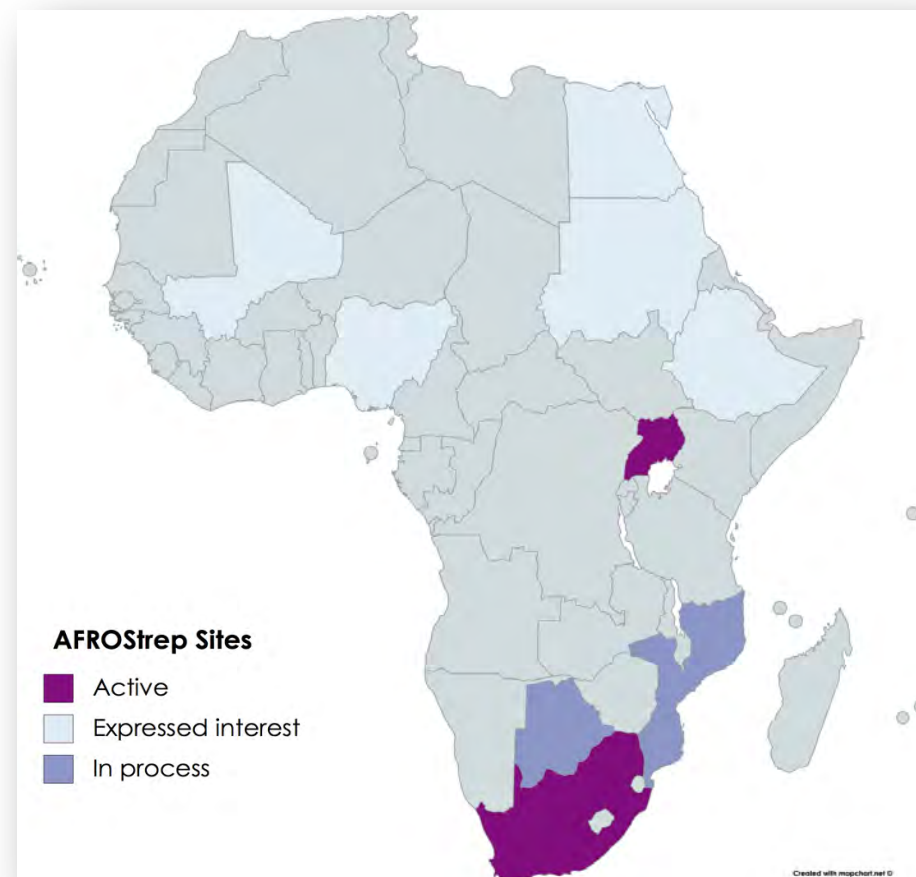 AFROStrep Sites
Active
Expressed interest
In process
Created with mapchart.net ©